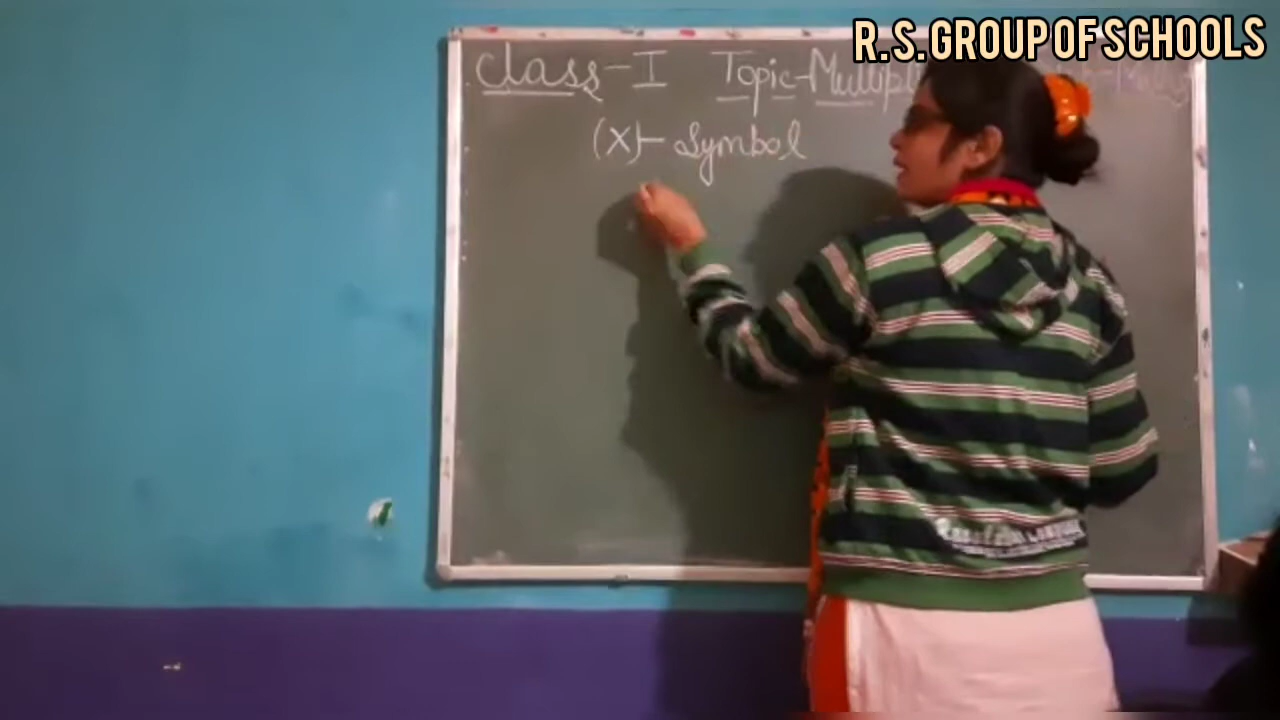 R.S. GROUP OF SCHOOLS
Class-I Topic-Multipl
(X)- Symbol